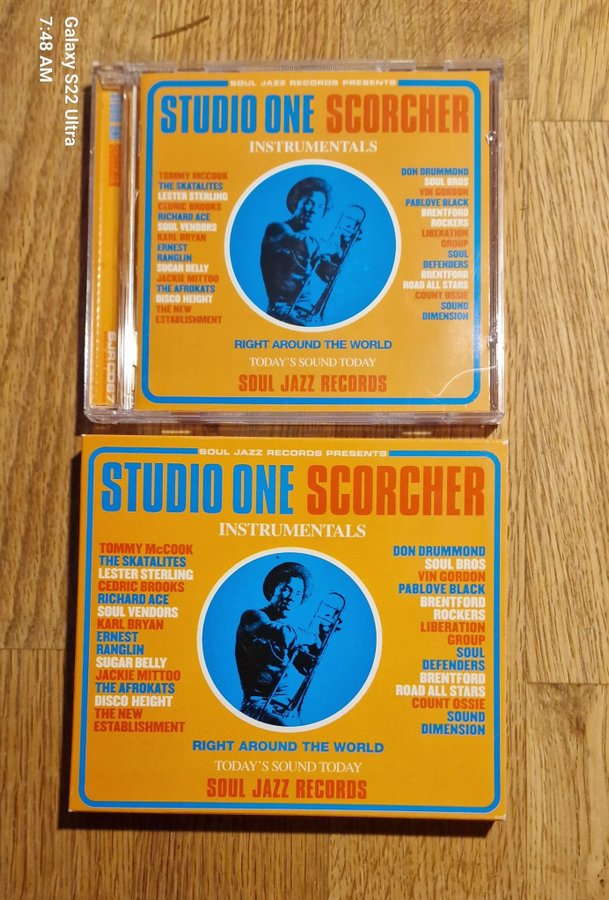 Galaxy S22 Ultra
7:48 AM
SOUL JAZZ RECORDS PRESENTS
STUDIO ONE SCORCHER
INSTRUMENTALS
TOMMY MCCOOK
THE SKATALITES
LESTER STERLING
CEDRIC BROOKS
RICHARD ACE
SOUL VENDORS
KARL BRYAN
ERNEST
RANGLIN
SUGAR BELLY
JACKIE MITTOO
THE AFROKATS
DISCO HEIGHT
THE NEW
ESTABLISHMENT
DON DRUMMOND
SOUL BROS
VIN GORDON
PABLOVE BLACK
BRENTFORD
ROCKERS
LIBERATION
GROUP
SOUL
DEFENDERS
BRENTFORD
ROAD ALL STARS
COUNT OSSIE
SOUND
DIMENSION
RIGHT AROUND THE WORLD
TODAY'S SOUND TODAY
SOUL JAZZ RECORDS
SOUL JAZZ RECORDS PRESENTS
STUDIO ONE SCORCHER
INSTRUMENTALS
TOMMY McCOOK
THE SKATALITES
LESTER STERLING
CEDRIC BROOKS
RICHARD ACE
SOUL VENDORS
KARL BRYAN
ERNEST
RANGLIN
SUGAR BELLY
JACKIE MITTOO
THE AFROKATS
DISCO HEIGHT
THE NEW
ESTABLISHMENT
DON DRUMMOND
SOUL BROS
VIN GORDON
PABLOVE BLACK
BRENTFORD
ROCKERS
LIBERATION
GROUP
SOUL
DEFENDERS
BRENTFORD
ROAD ALL STARS
COUNT OSSIE
SOUND
DIMENSION
RIGHT AROUND THE WORLD
TODAY'S SOUND TODAY
SOUL JAZZ RECORDS